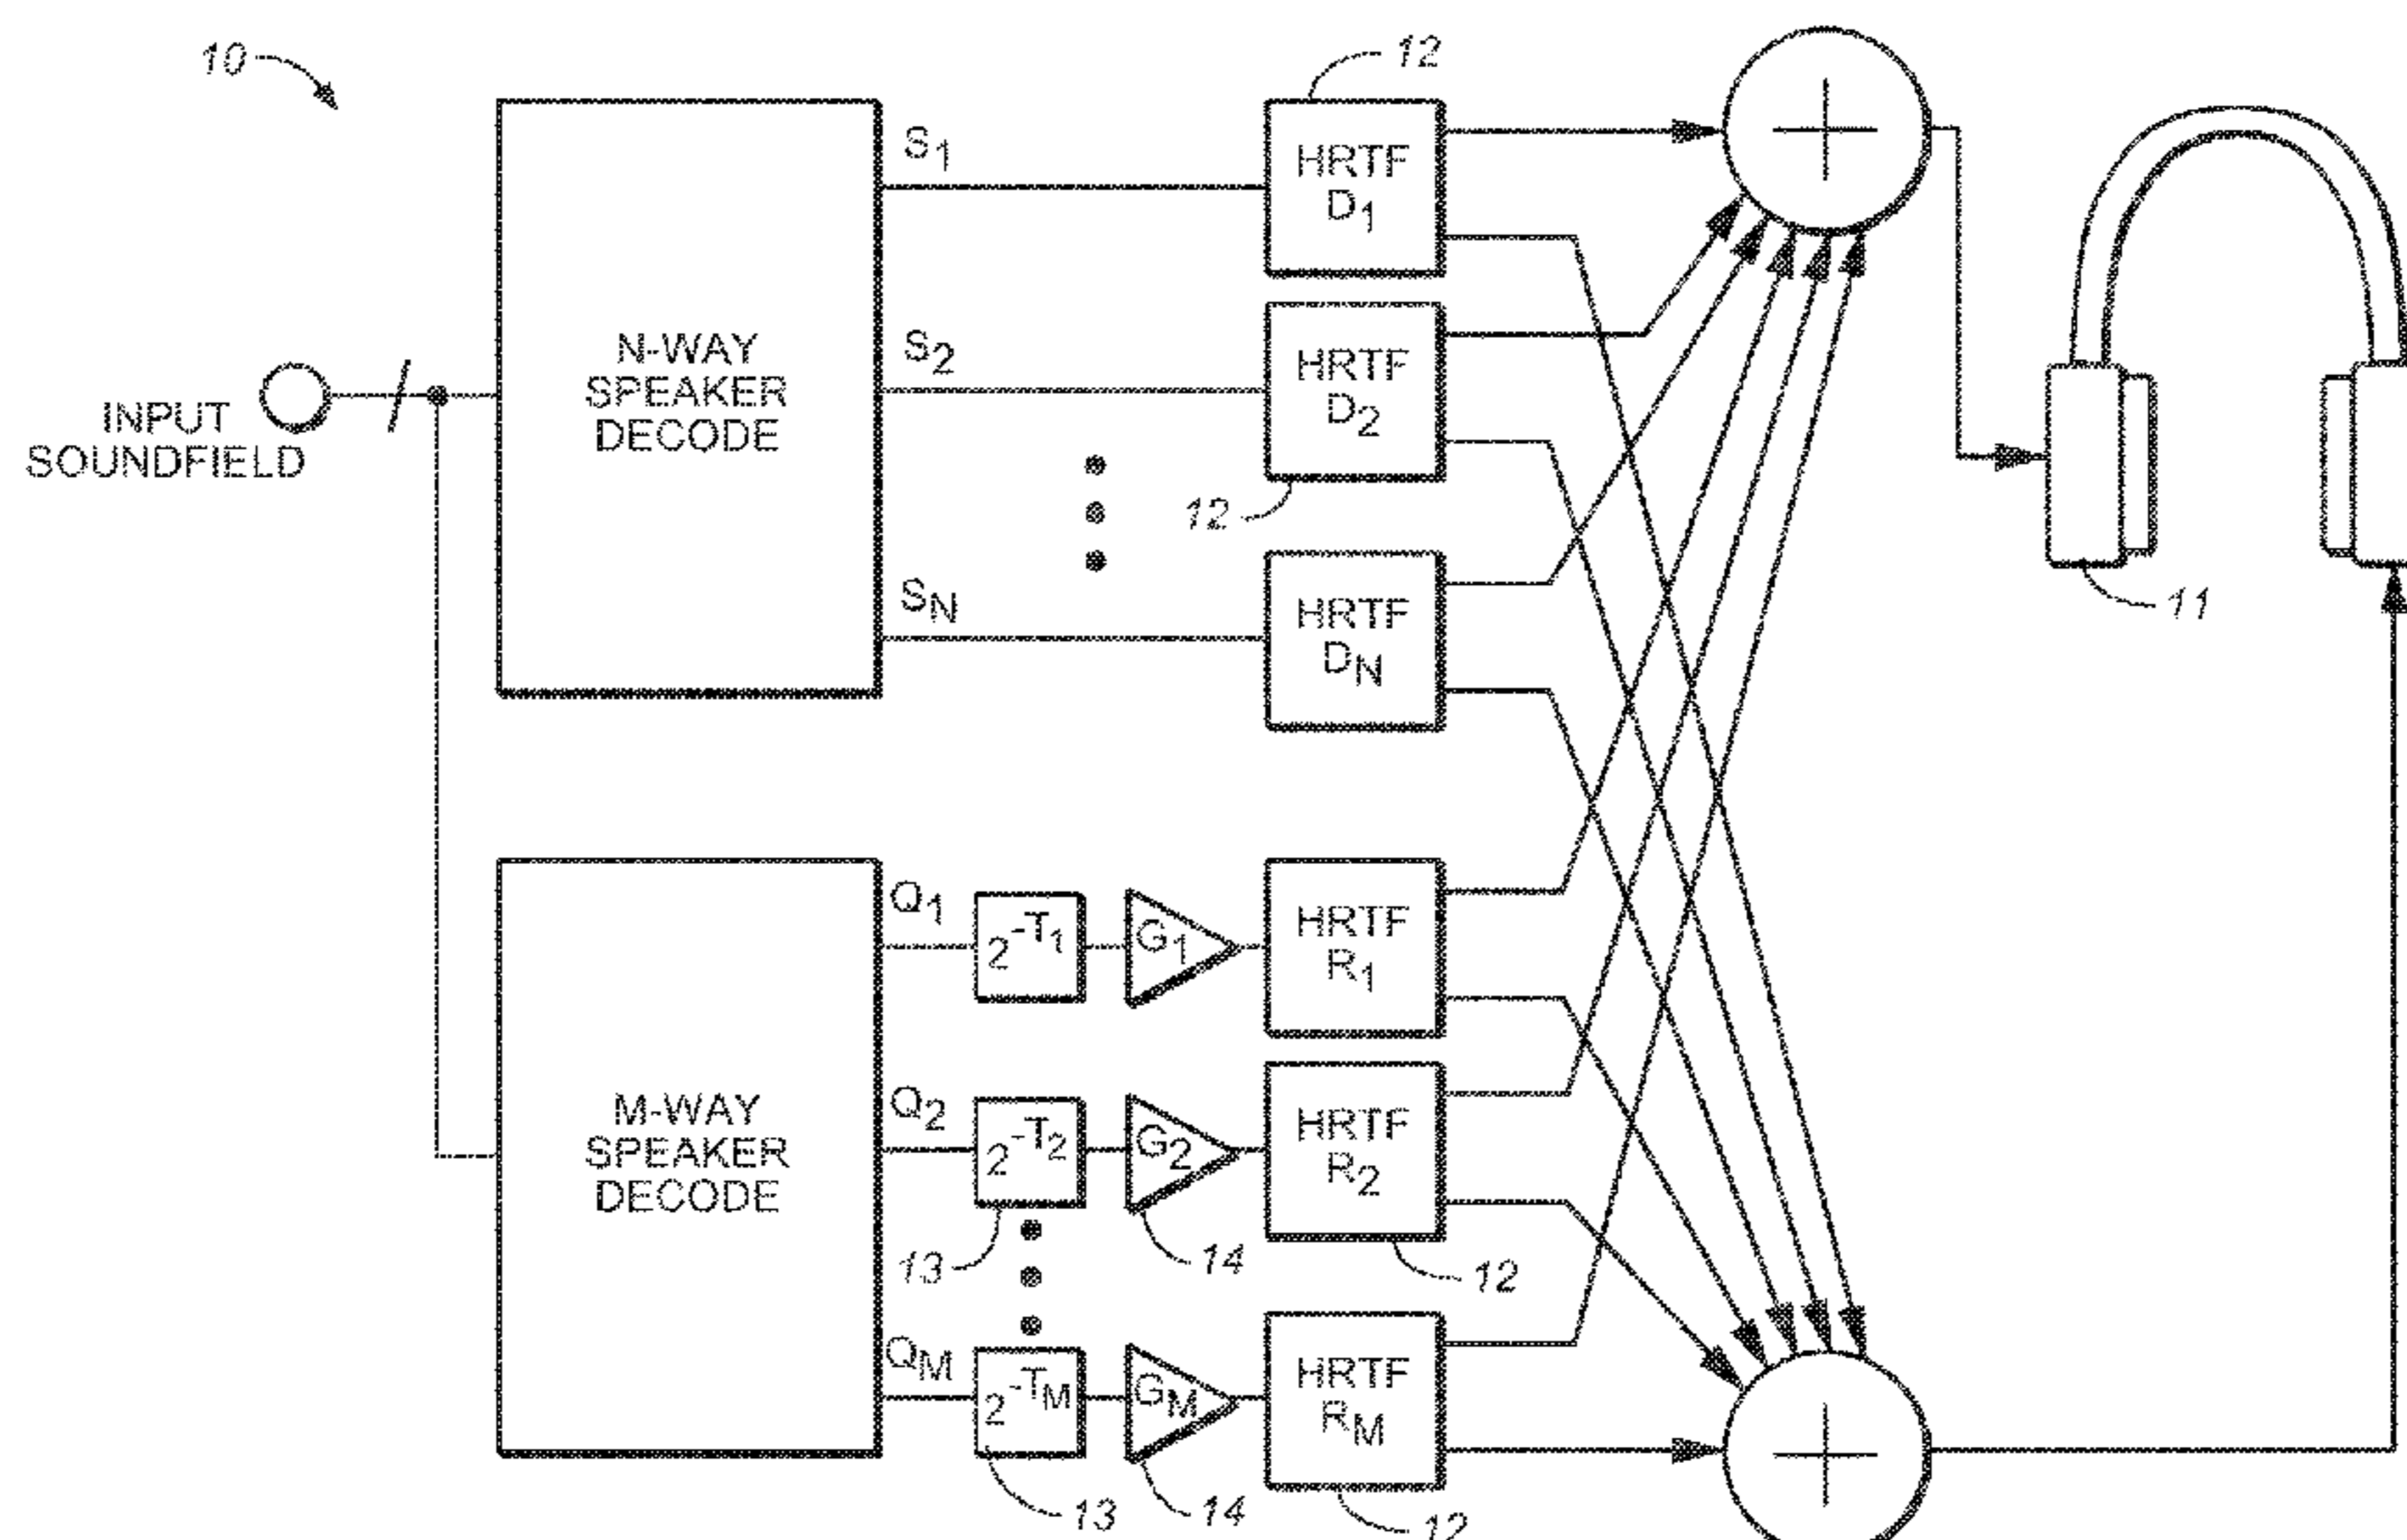 10
12
S1
HRTF
D1
N-WAY
SPEAKER
DECODE
S2
HRTF
D2
INPUT
SOUNDFIELD
12
SN
HRTF
DN
11
Q1
2-T1
G1
HRTF
R1
M-WAY
SPEAKER
DECODE
Q2
2-T2
G2
HRTF
R2
13
14
12
QM
2-TM
GM
HRTF
RM
13
14
12